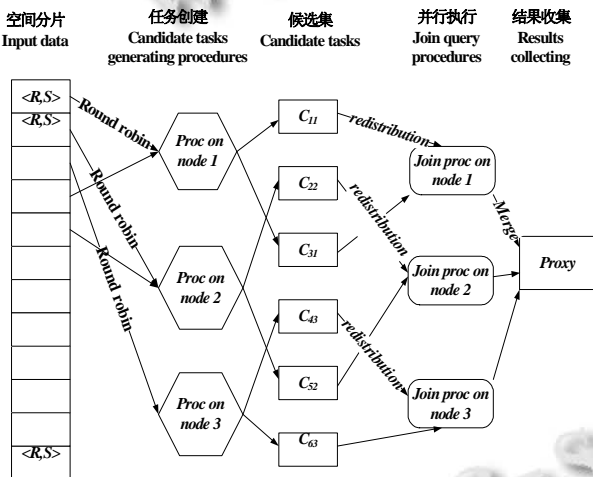 空间分片
Input data
任务创建
Candidate tasks
generating procedures
候选集
Candidate tasks
并行执行
Join query
procedures
结果收集
Results
collecting
<R,S>
<R,S>
<R,S>
Round robin
Round robin
Round robin
Proc on
node 1
Proc on
node 2
Proc on
node 3
C11
C22
C31
C43
C52
C63
redistribution
redistribution
redistribution
Join proc on
node 1
Join proc on
node 2
Join proc on
node 3
Merge
Proxy